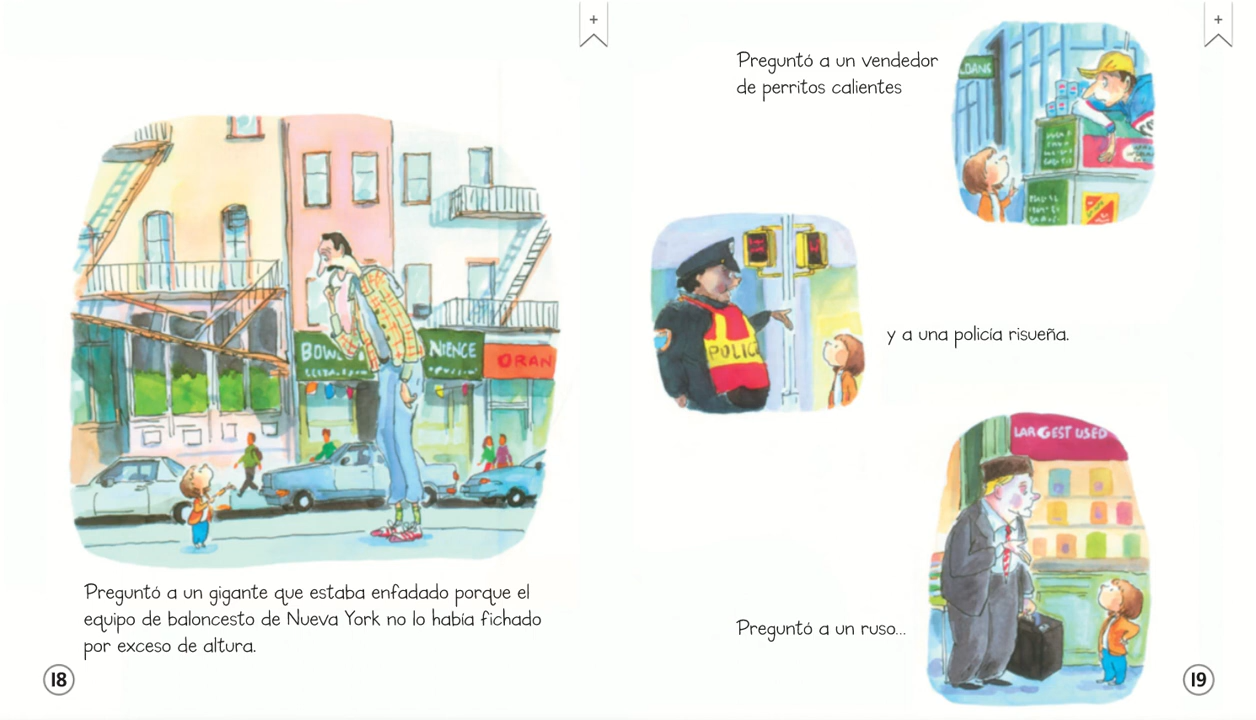 Preguntó a un gigante que estaba enfadado porque el
equipo de baloncesto de Nueva York no lo había fichado
por exceso de altura.
18
BOW
NIENCE
ORAN
Preguntó a un vendedor
de perritos calientes
LOANS
y a una policía risueña.
POLIC
Preguntó a un ruso...
LARGEST USED
19